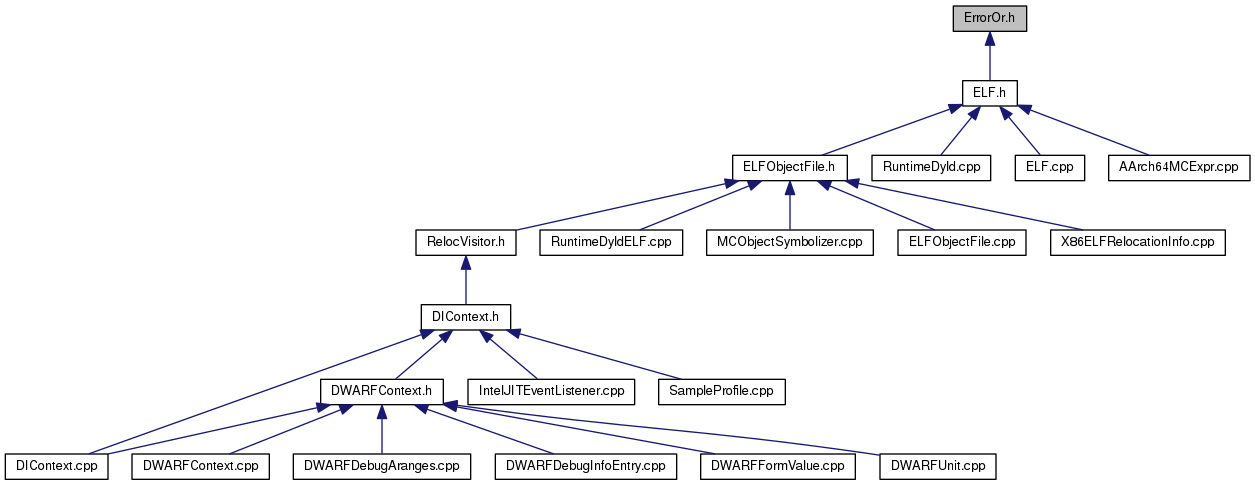 ErrorOr.h
ELF.h
ELFObjectFile.h
RuntimeDyld.cpp
ELF.cpp
AArch64MCExpr.cpp
RelocVisitor.h
RuntimeDyldELF.cpp
MCObjectSymbolizer.cpp
ELFObjectFile.cpp
X86ELFRelocationInfo.cpp
DIContext.h
DWARFContext.h
IntelJITEventListener.cpp
SampleProfile.cpp
DIContext.cpp
DWARFContext.cpp
DWARFDebugAranges.cpp
DWARFDebugInfoEntry.cpp
DWARFFormValue.cpp
DWARFUnit.cpp